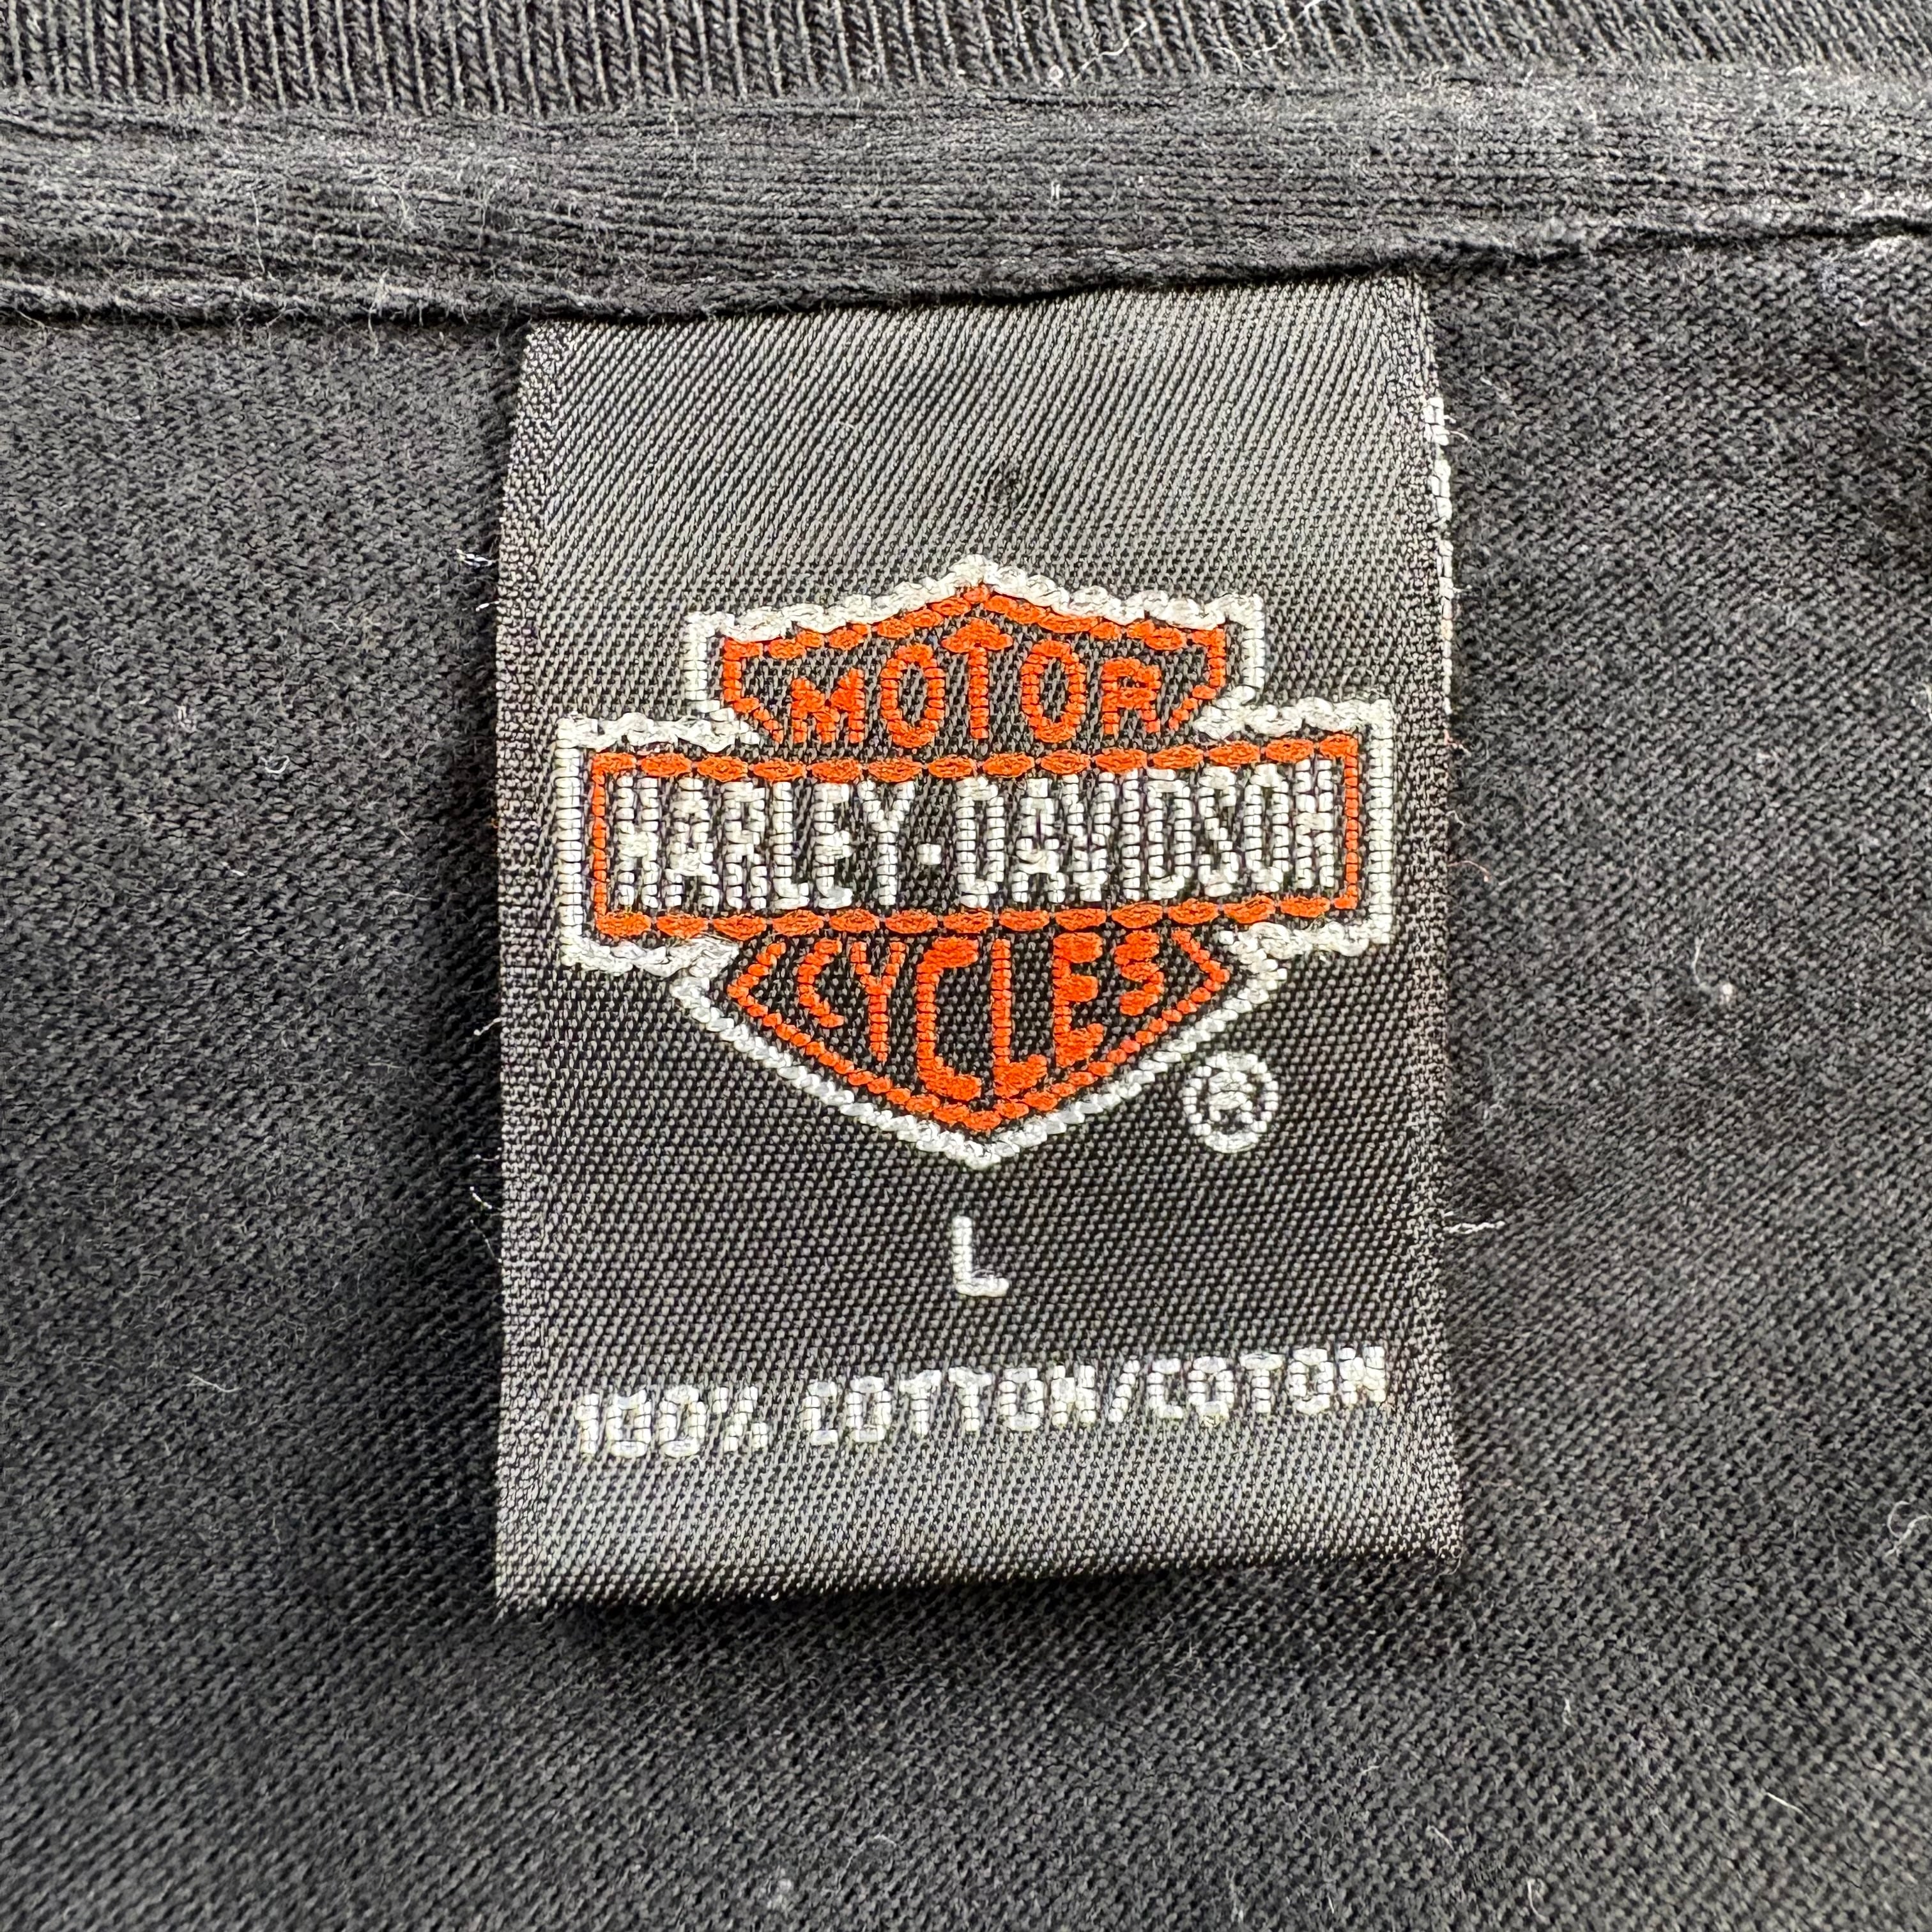 MOTOR
HARLEY-DAVIDSON
CYCLES
®
L
100% COTTON/COTON